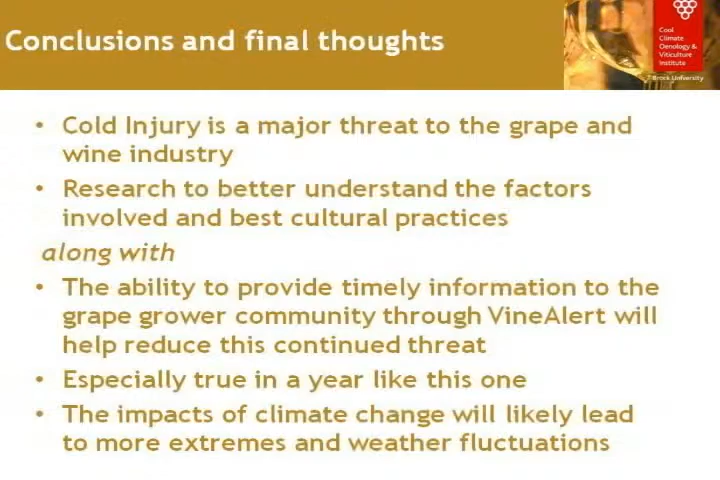 Conclusions and final thoughts
Cool
Climate
Oenology &
Viticulture
Institute
Brock University
• Cold Injury is a major threat to the grape and
wine industry
• Research to better understand the factors
involved and best cultural practices
along with
• The ability to provide timely information to the
grape grower community through VineAlert will
help reduce this continued threat
• Especially true in a year like this one
• The impacts of climate change will likely lead
to more extremes and weather fluctuations